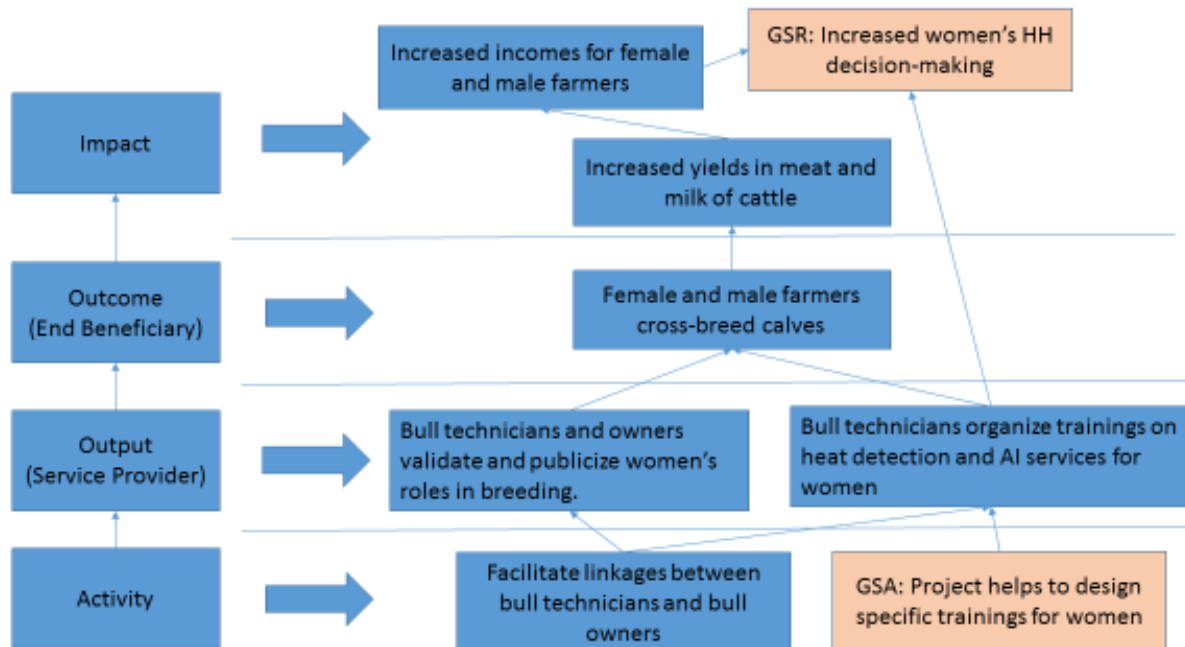 Increased incomes for female
and male farmers
GSR: Increased women's HH
decision-making
Impact
Increased yields in meat and
milk of cattle
Outcome
(End Beneficiary)
Female and male farmers
cross-breed calves
Output
(Service Provider)
Bull technicians and owners
validate and publicize women's
roles in breeding.
Bull technicians organize trainings on
heat detection and AI services for
women
Activity
Facilitate linkages between
bull technicians and bull
owners
GSA: Project helps to design
specific trainings for women